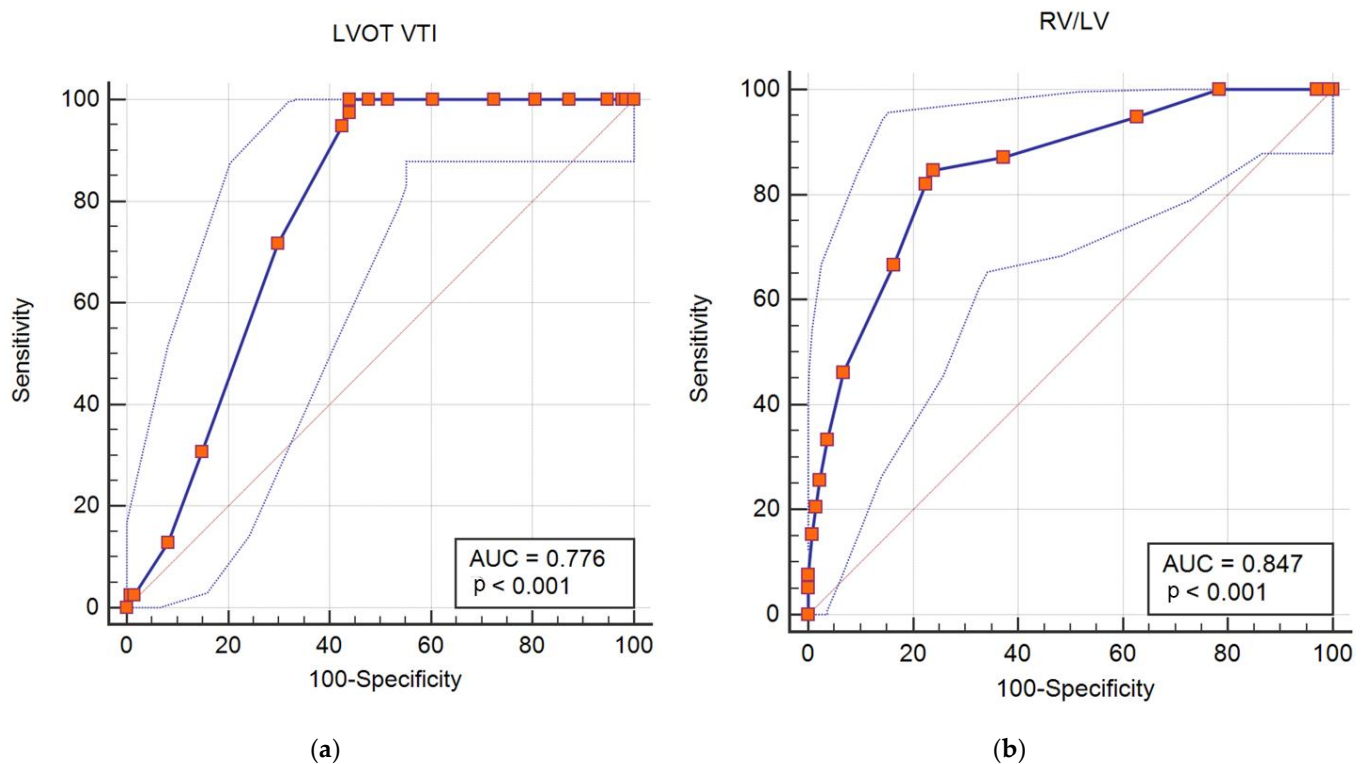 LVOT VTI
RV/LV
Sensitivity
100
80
60
40
20
0
AUC = 0.776
p < 0.001
0 20 40 60 80 100
100-Specificity
Sensitivity
100
80
60
40
20
0
AUC = 0.847
p < 0.001
0 20 40 60 80 100
100-Specificity
(a)
(b)